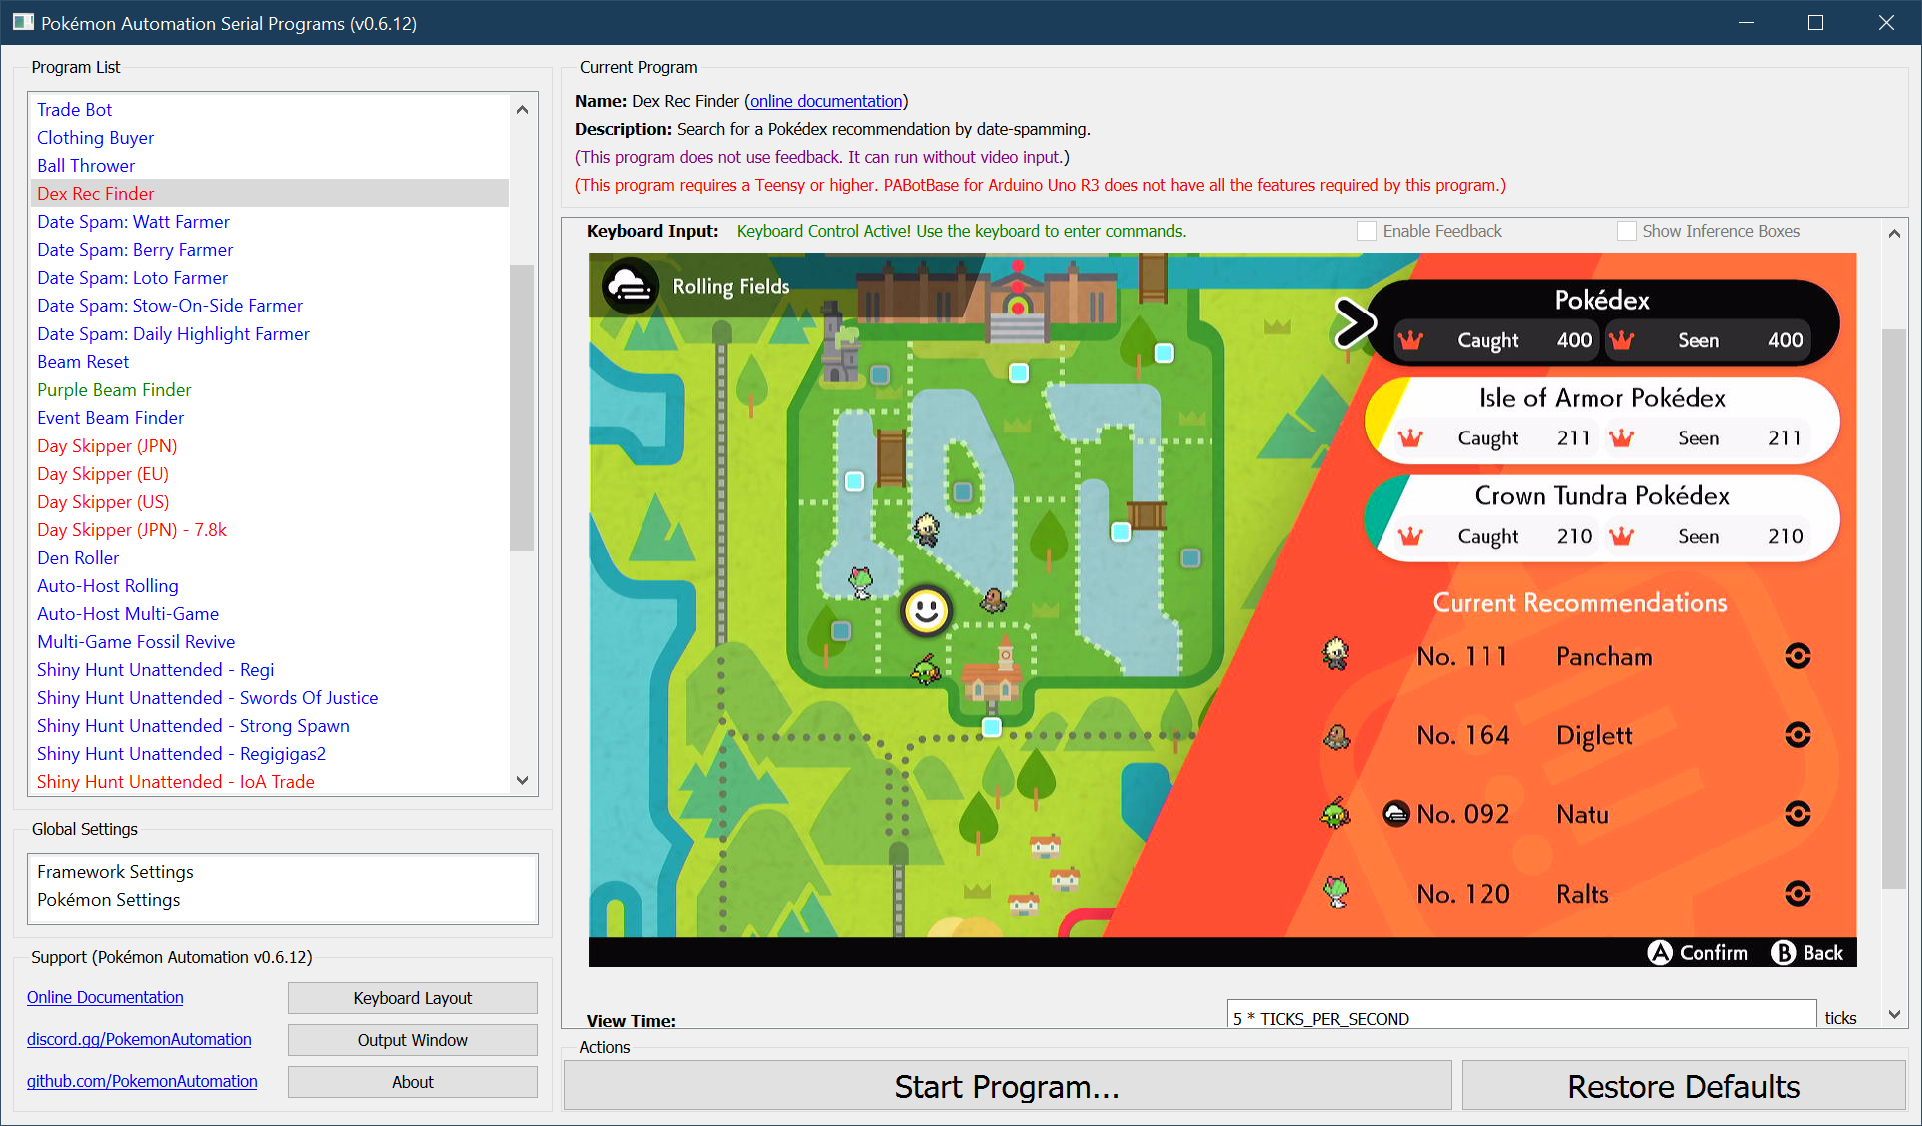 Pokémon Automation Serial Programs (v0.6.12)
Program List
Trade Bot
Clothing Buyer
Ball Thrower
Dex Rec Finder
Date Spam: Watt Farmer
Date Spam: Berry Farmer
Date Spam: Loto Farmer
Date Spam: Stow-On-Side Farmer
Date Spam: Daily Highlight Farmer
Beam Reset
Purple Beam Finder
Event Beam Finder
Day Skipper (JPN)
Day Skipper (EU)
Day Skipper (US)
Day Skipper (JPN) - 7.8k
Den Roller
Auto-Host Rolling
Auto-Host Multi-Game
Multi-Game Fossil Revive
Shiny Hunt Unattended - Regi
Shiny Hunt Unattended - Swords Of Justice
Shiny Hunt Unattended - Strong Spawn
Shiny Hunt Unattended - Regigigas2
Shiny Hunt Unattended - IoA Trade
Global Settings
Framework Settings
Pokémon Settings
Support (Pokémon Automation v0.6.12)
Online Documentation
Keyboard Layout
discord.gg/PokemonAutomation
Output Window
github.com/PokemonAutomation
About
Current Program
Name: Dex Rec Finder (online documentation)
Description: Search for a Pokédex recommendation by date-spamming.
(This program does not use feedback. It can run without video input.)
(This program requires a Teensy or higher. PABotBase for Arduino Uno R3 does not have all the features required by this program.)
Keyboard Input: Keyboard Control Active! Use the keyboard to enter commands.
Enable Feedback
Show Inference Boxes
Rolling Fields
Pokédex
Caught 400 Seen 400
Isle of Armor Pokédex
Caught 211 Seen 211
Crown Tundra Pokédex
Caught 210 Seen 210
Current Recommendations
No. 111 Pancham
No. 164 Diglett
No. 092 Natu
No. 120 Ralts
A Confirm B Back
View Time: 5 * TICKS_PER_SECOND ticks
Actions
Start Program...
Restore Defaults